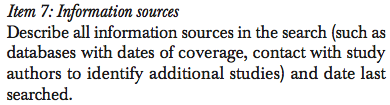 Item 7: Information sources
Describe all information sources in the search (such as
databases with dates of coverage, contact with study
authors to identify additional studies) and date last
searched.